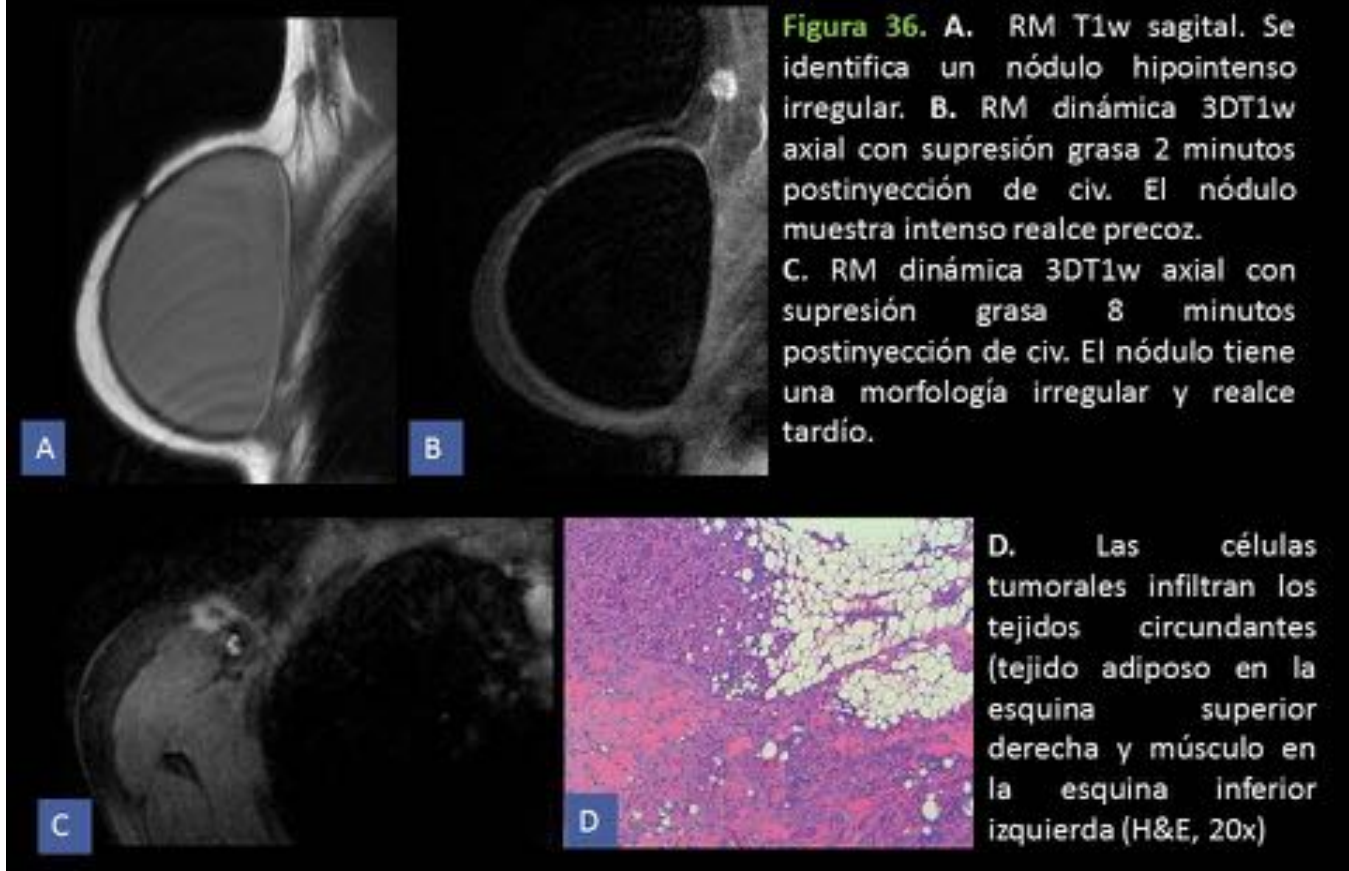 Figura 36. A. RM T1w sagital. Se
identifica un nódulo hipointenso
irregular. B. RM dinámica 3DT1w
axial con supresión grasa 2 minutos
postinyección de civ. El nódulo
muestra intenso realce precoz.
C. RM dinámica 3DT1w axial con
supresión grasa 8 minutos
postinyección de civ. El nódulo tiene
una morfología irregular y realce
tardío.
A
B
D. Las células
tumorales infiltran los
tejidos circundantes
(tejido adiposo en la
esquina superior
derecha y músculo en
la esquina inferior
izquierda (H&E, 20x)
C
D